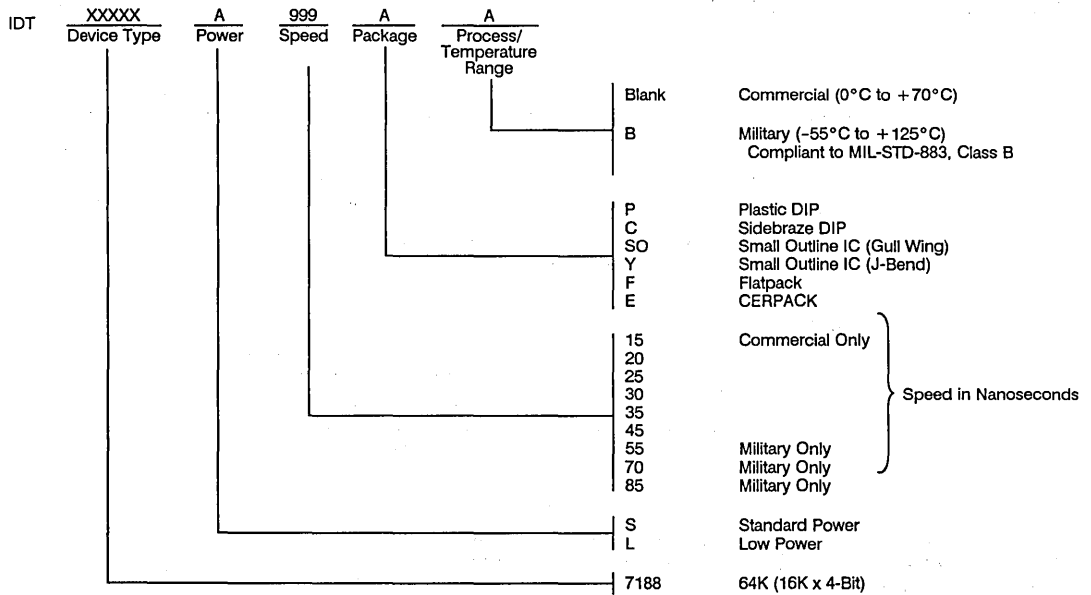 IDT XXXXX A 999 A A
Device Type Power Speed Package Process/
Temperature
Range
Blank Commercial (0°C to +70°C)
B Military (-55°C to +125°C)
Compliant to MIL-STD-883, Class B
P Plastic DIP
C Sidebraze DIP
SO Small Outline IC (Gull Wing)
Y Small Outline IC (J-Bend)
F Flatpack
E CERPACK
15 Commercial Only
20
25
30
Speed in Nanoseconds
35
45
55 Military Only
70 Military Only
85 Military Only
S Standard Power
L Low Power
7188 64K (16K x 4-Bit)